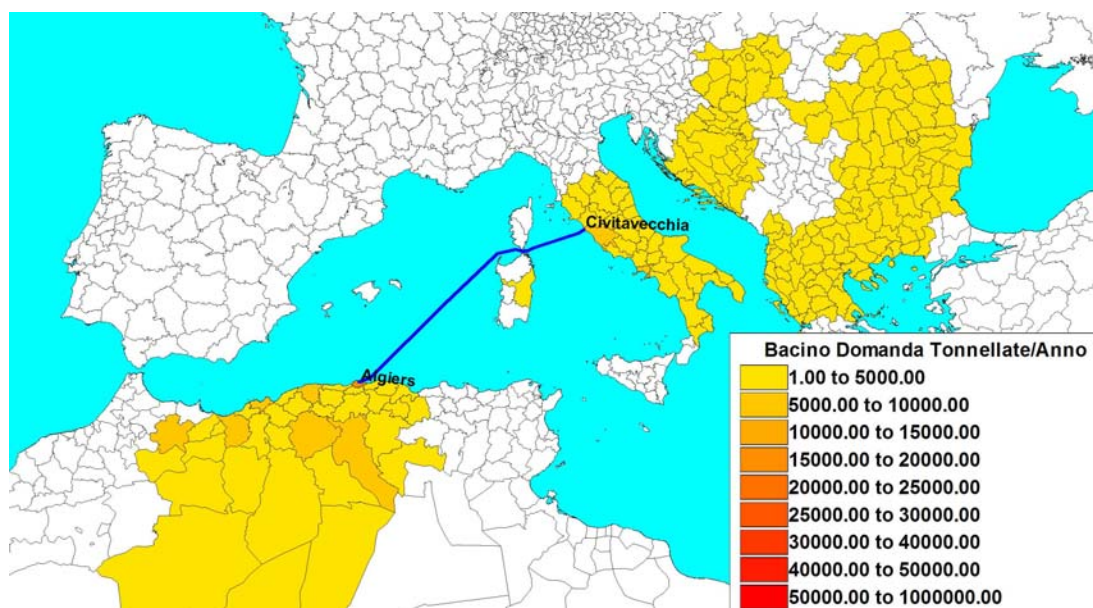 Civitavecchia
Algiers
Bacino Domanda Tonnellate/Anno
1.00 to 5000.00
5000.00 to 10000.00
10000.00 to 15000.00
15000.00 to 20000.00
20000.00 to 25000.00
25000.00 to 30000.00
30000.00 to 40000.00
40000.00 to 50000.00
50000.00 to 1000000.00